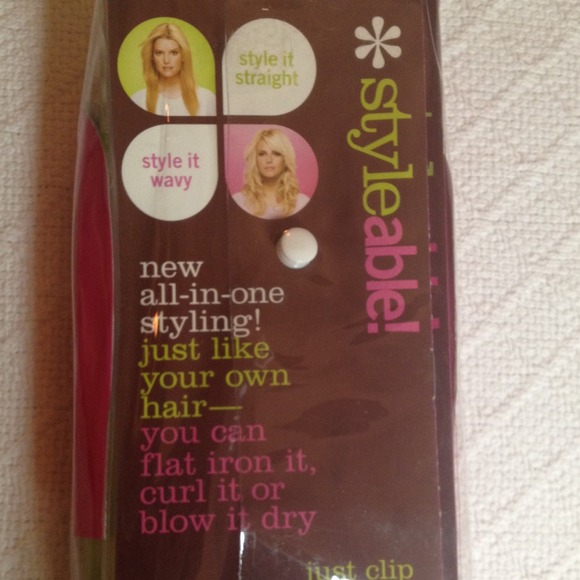 style it
straight
style it
wavy
*styleable!
new
all-in-one
styling!
just like
your own
hair—
you can
flat iron it,
curl it or
blow it dry
just clip